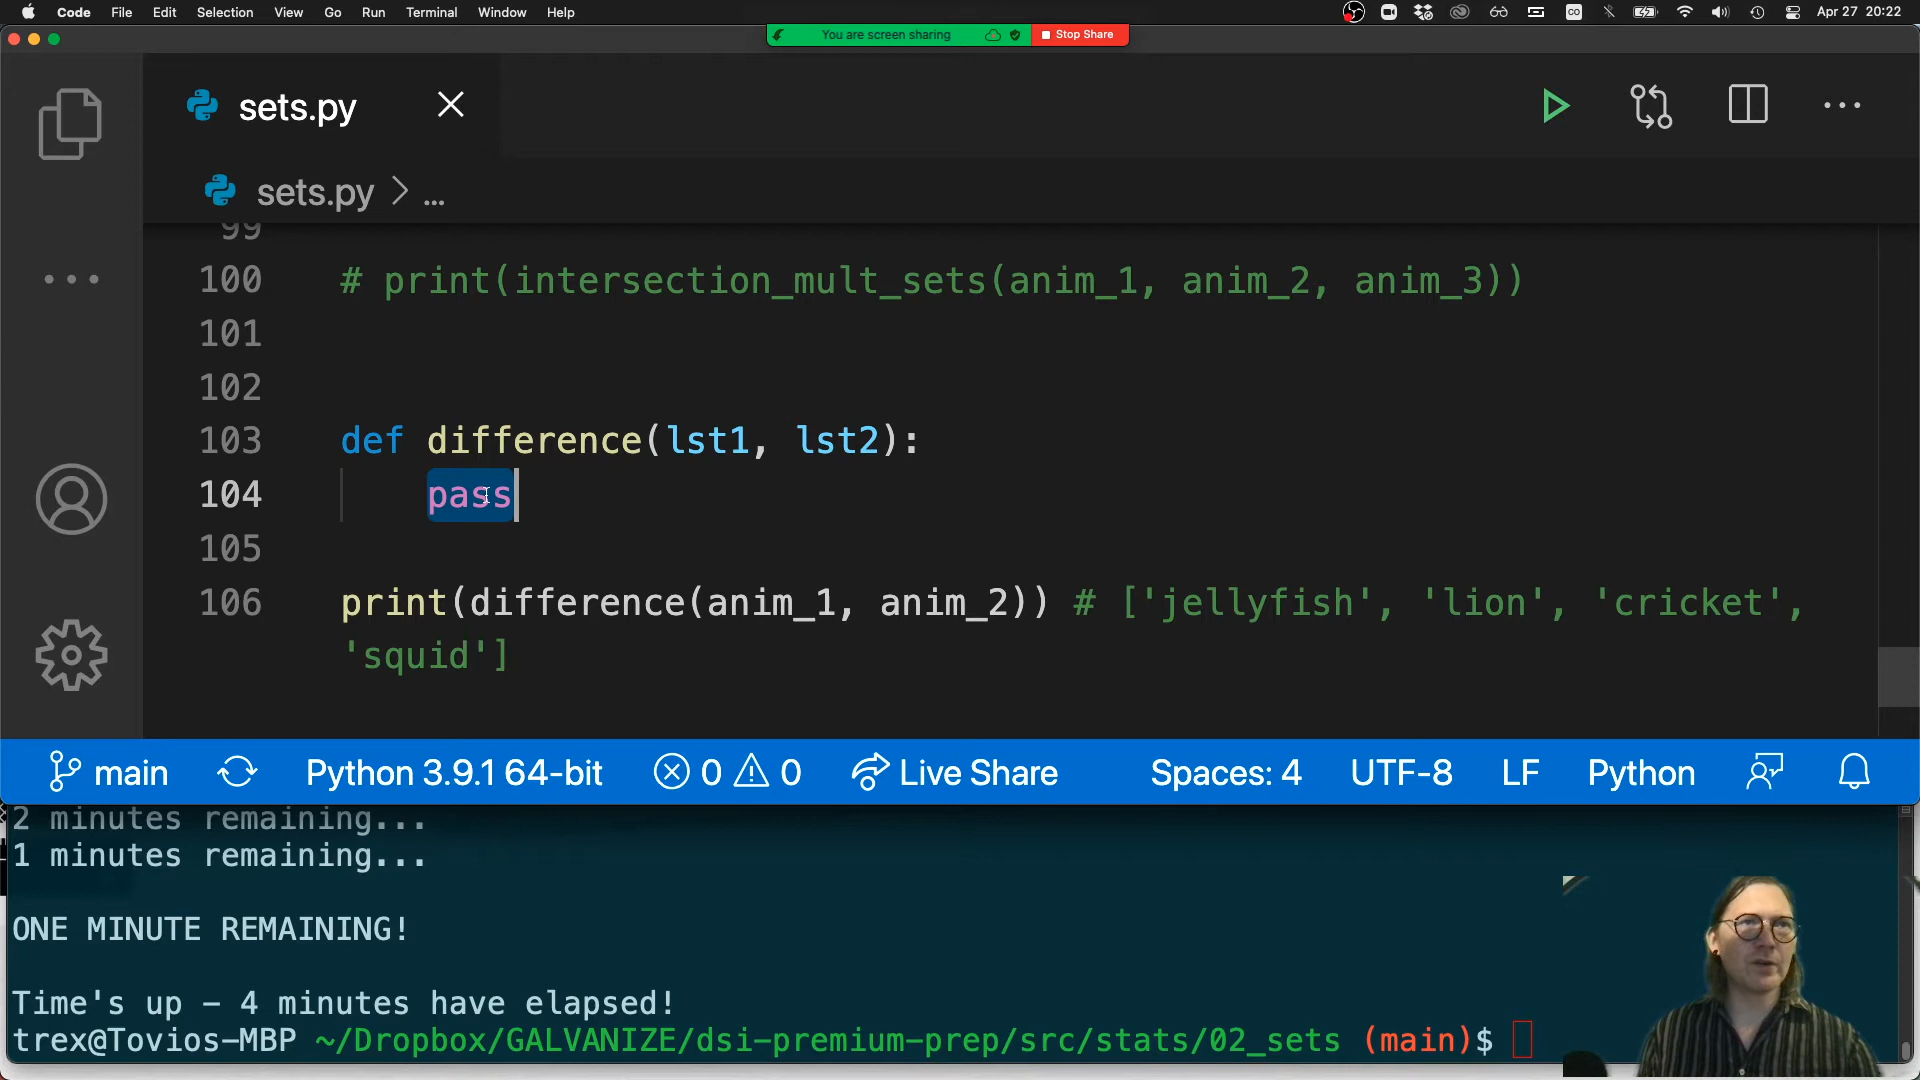 Code File Edit Selection View Go Run Terminal Window Help Apr 27 20:22
You are screen sharing Stop Share
sets.py
sets.py > ...
99
100 # print(intersection_mult_sets(anim_1, anim_2, anim_3))
101
102
103 def difference(lst1, lst2):
104 pass
105
106 print(difference(anim_1, anim_2)) # ['jellyfish', 'lion', 'cricket',
'squid']
main Python 3.9.1 64-bit 0 0 Live Share Spaces: 4 UTF-8 LF Python
2 minutes remaining...
1 minutes remaining...
ONE MINUTE REMAINING!
Time's up - 4 minutes have elapsed!
trex@Tovios-MBP ~/Dropbox/GALVANIZE/dsi-premium-prep/src/stats/02_sets (main)$